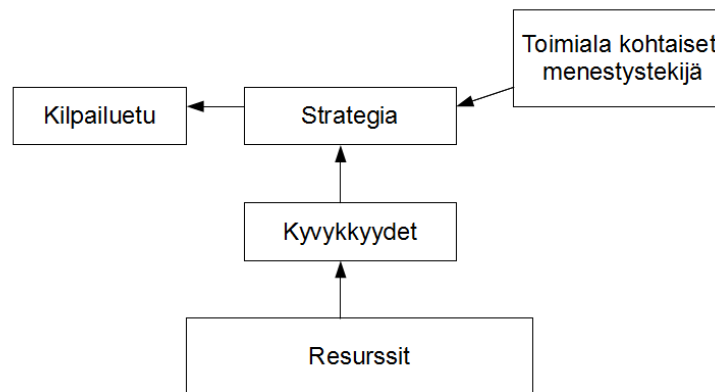 Toimiala kohtaiset
menestystekijä
Kilpailuetu
Strategia
Kyvykkyydet
Resurssit